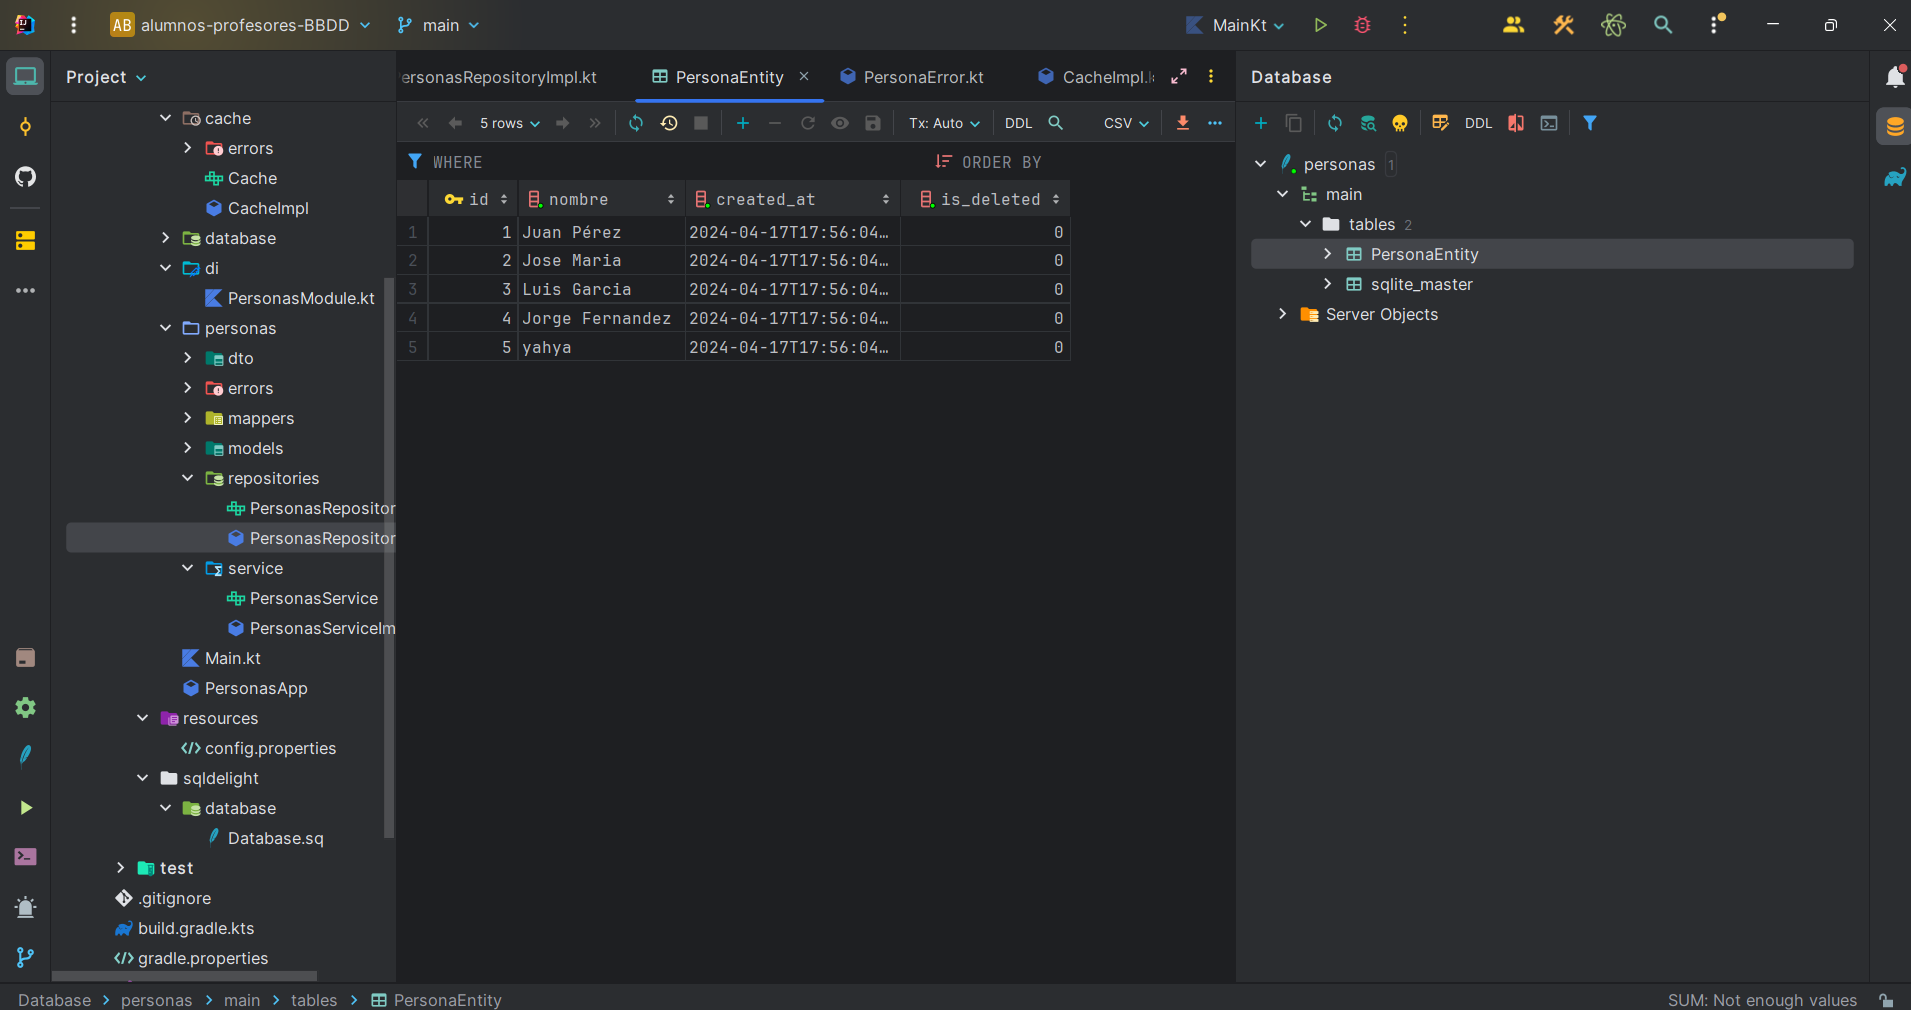 AB alumnos-profesores-BBDD main MainKt
Project
cache
errors
Cache
CacheImpl
database
di
PersonasModule.kt
personas
dto
errors
mappers
models
repositories
PersonasRepositor
PersonasRepositor
service
PersonasService
PersonasServiceIm
Main.kt
PersonasApp
resources
config.properties
sqldelight
database
Database.sq
test
.gitignore
build.gradle.kts
gradle.properties
ersonasRepositoryImpl.kt PersonaEntity PersonaError.kt CacheImpl.k
5 rows Tx: Auto DDL CSV
WHERE ORDER BY
id nombre created_at is_deleted
1 1 Juan Pérez 2024-04-17T17:56:04… 0
2 2 Jose Maria 2024-04-17T17:56:04… 0
3 3 Luis Garcia 2024-04-17T17:56:04… 0
4 4 Jorge Fernandez 2024-04-17T17:56:04… 0
5 5 yahya 2024-04-17T17:56:04… 0
Database
DDL
personas 1
main
tables 2
PersonaEntity
sqlite_master
Server Objects
Database personas main tables PersonaEntity SUM: Not enough values